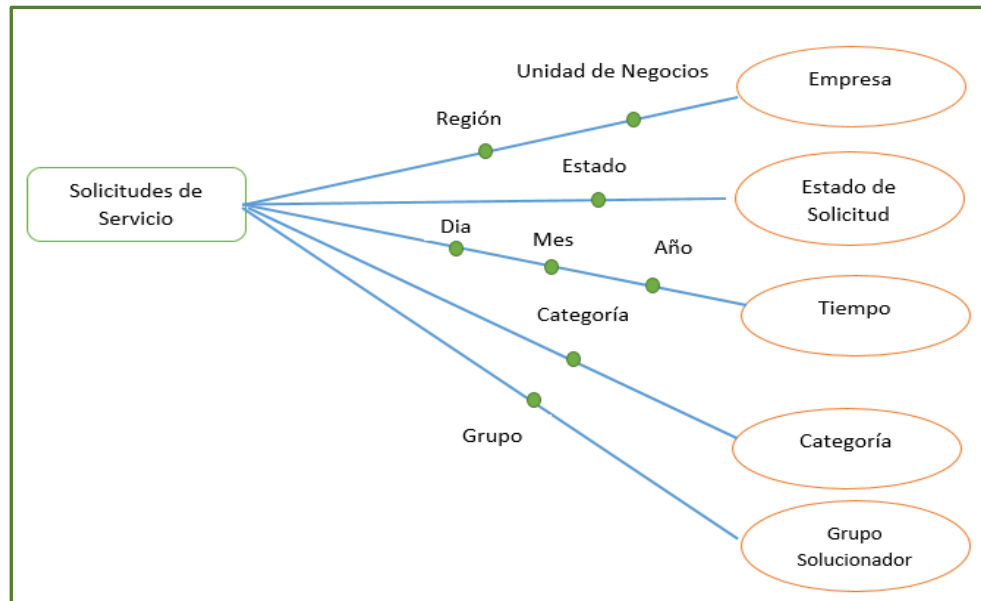 Unidad de Negocios
Empresa
Región
Estado
Solicitudes de
Servicio
Estado de
Solicitud
Dia
Mes
Año
Tiempo
Categoría
Categoría
Grupo
Grupo
Solucionador